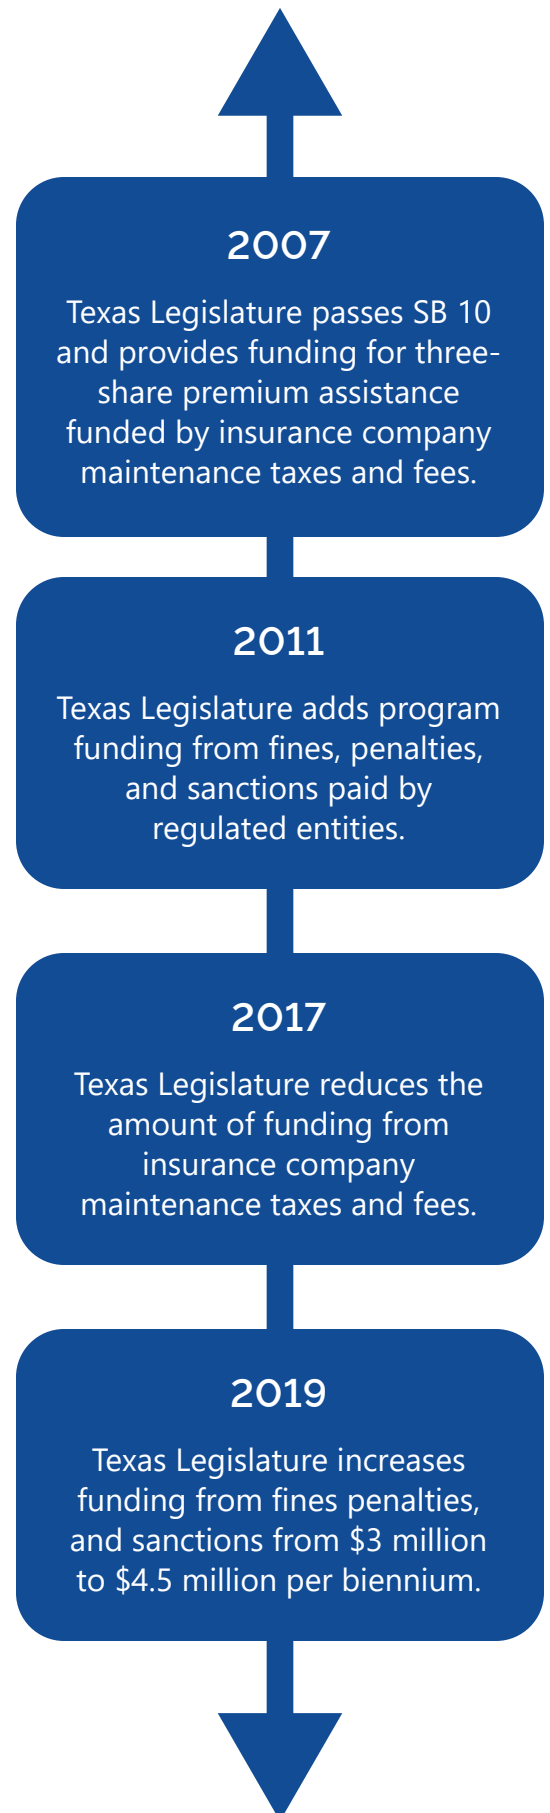 2007
Texas Legislature passes SB 10
and provides funding for three-
share premium assistance
funded by insurance company
maintenance taxes and fees.
2011
Texas Legislature adds program
funding from fines, penalties,
and sanctions paid by
regulated entities.
2017
Texas Legislature reduces the
amount of funding from
insurance company
maintenance taxes and fees.
2019
Texas Legislature increases
funding from fines penalties,
and sanctions from $3 million
to $4.5 million per biennium.